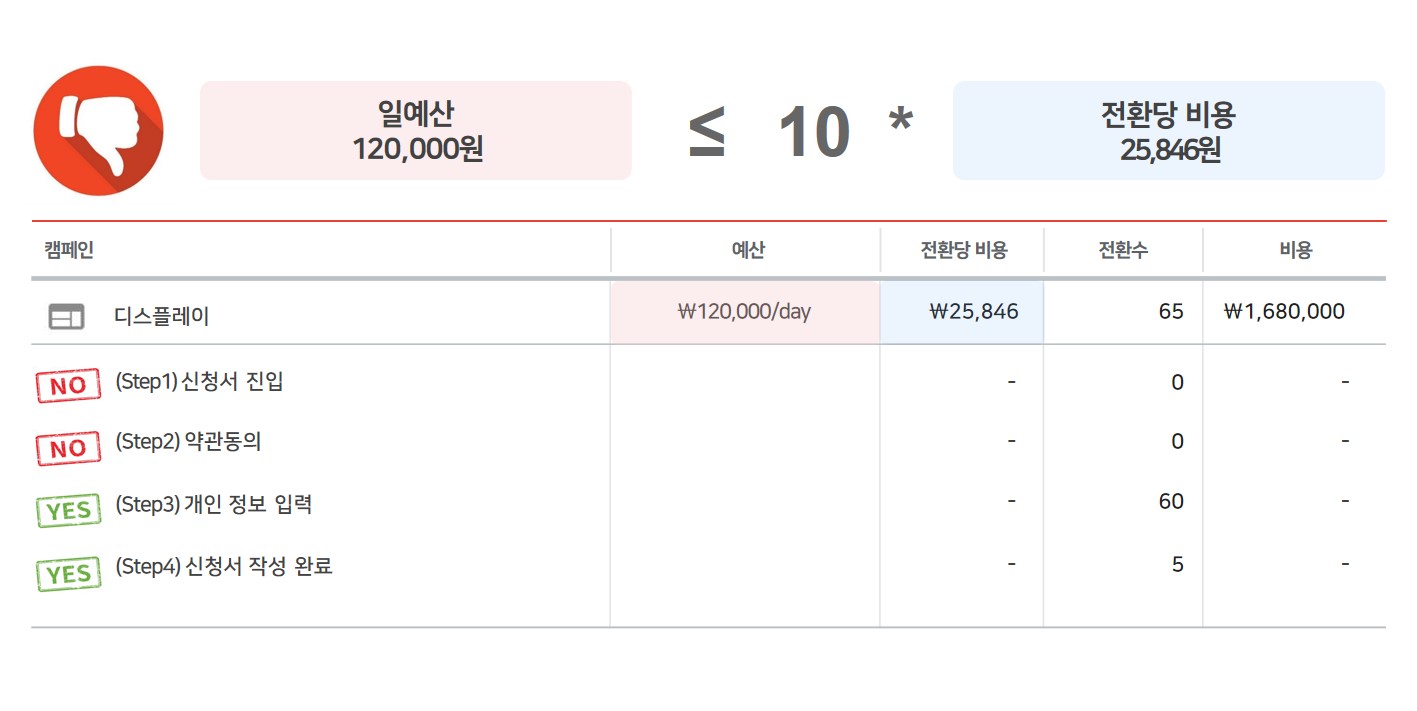 일예산
120,000원
≤ 10 *
전환당 비용
25,846원
캠페인 예산 전환당 비용 전환수 비용
디스플레이 ₩120,000/day ₩25,846 65 ₩1,680,000
NO (Step1) 신청서 진입 - 0 -
NO (Step2) 약관동의 - 0 -
YES (Step3) 개인 정보 입력 - 60 -
YES (Step4) 신청서 작성 완료 - 5 -